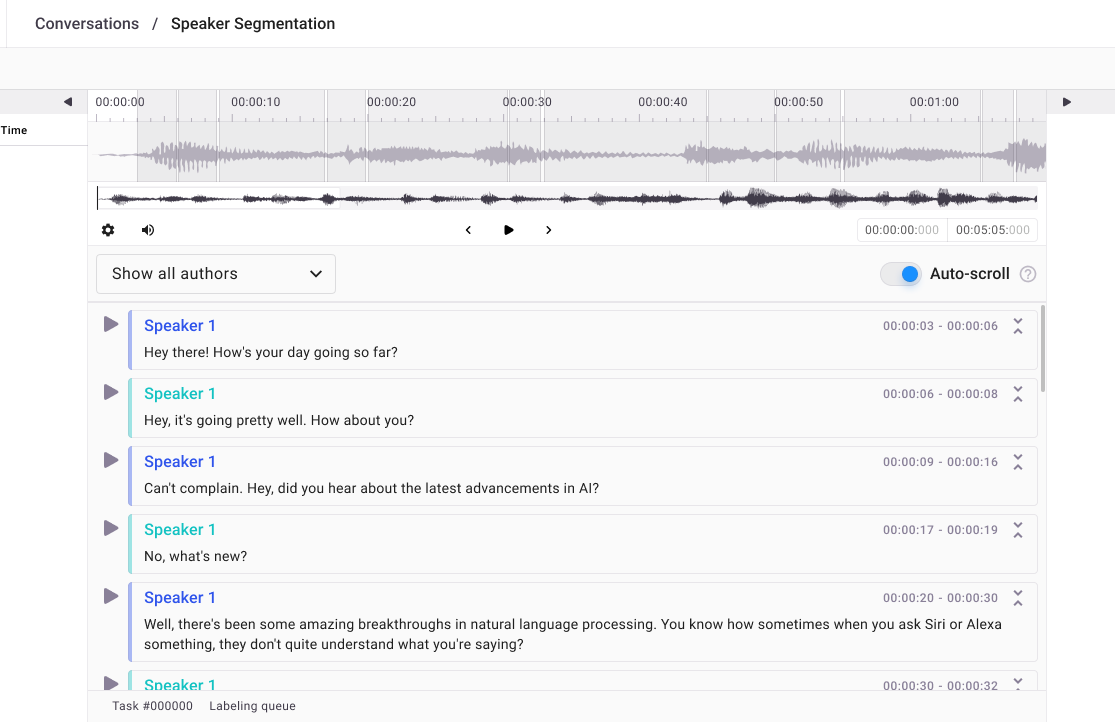 Conversations / Speaker Segmentation
00:00:00 00:00:10 00:00:20 00:00:30 00:00:40 00:00:50 00:01:00
Time
00:00:00:000 00:05:05:000
Show all authors
Auto-scroll ?
Speaker 1 00:00:03 - 00:00:06
Hey there! How's your day going so far?
Speaker 1 00:00:06 - 00:00:08
Hey, it's going pretty well. How about you?
Speaker 1 00:00:09 - 00:00:16
Can't complain. Hey, did you hear about the latest advancements in AI?
Speaker 1 00:00:17 - 00:00:19
No, what's new?
Speaker 1 00:00:20 - 00:00:30
Well, there's been some amazing breakthroughs in natural language processing. You know how sometimes when you ask Siri or Alexa
something, they don't quite understand what you're saying?
Speaker 1 00:00:30 - 00:00:32
Task #000000 Labeling queue